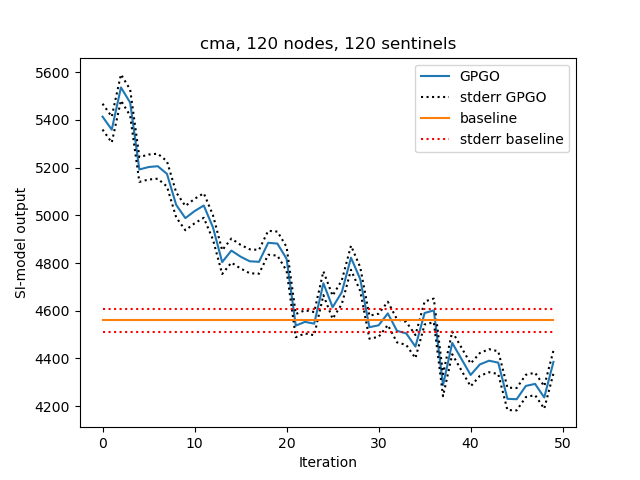 cma, 120 nodes, 120 sentinels
GPGO
stderr GPGO
baseline
stderr baseline
SI-model output
5600
5400
5200
5000
4800
4600
4400
4200
0 10 20 30 40 50
Iteration